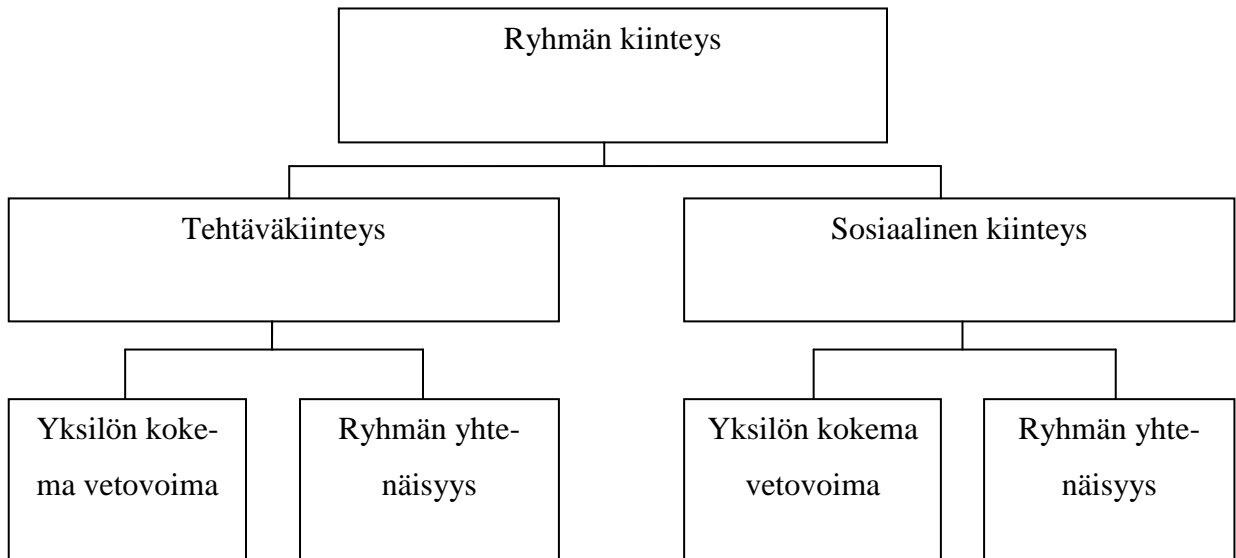 Ryhmän kiinteys
Tehtäväkiinteys
Sosiaalinen kiinteys
Yksilön koke-
ma vetovoima
Ryhmän yhte-
näisyys
Yksilön kokema
vetovoima
Ryhmän yhte-
näisyys